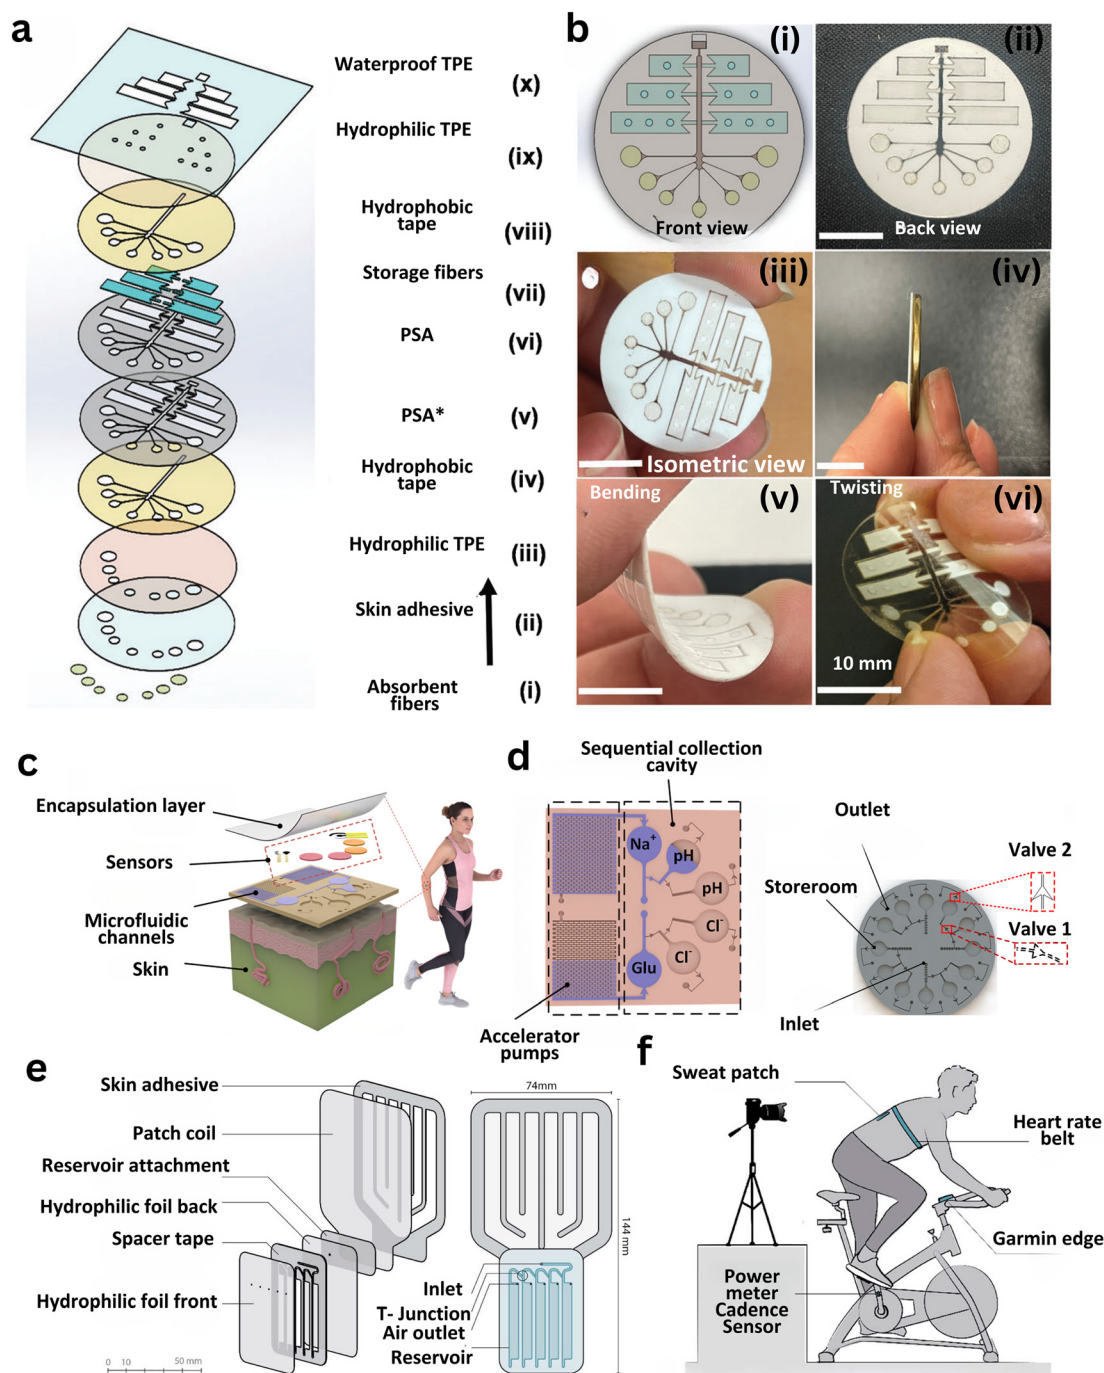 a
Waterproof TPE
(x)
Hydrophilic TPE
(ix)
Hydrophobic
tape
(viii)
Storage fibers
(vii)
PSA
(vi)
PSA*
(v)
Hydrophobic
tape
(iv)
Hydrophilic TPE
(iii)
Skin adhesive
(ii)
Absorbent
fibers
(i)
b
(i)
Front view
(ii)
Back view
(iii)
Isometric view
(iv)
Bending
(v)
Twisting
(vi)
10 mm
c
Encapsulation layer
Sensors
Microfluidic
channels
Skin
d
Sequential collection
cavity
Na+
pH
pH
Cl-
Cl-
Glu
Accelerator
pumps
Outlet
Storeroom
Valve 2
Valve 1
Inlet
e
Skin adhesive
Patch coil
Reservoir attachment
Hydrophilic foil back
Spacer tape
Hydrophilic foil front
0 10 50 mm
74mm
144 mm
Inlet
T- Junction
Air outlet
Reservoir
f
Sweat patch
Heart rate
belt
Garmin edge
Power
meter
Cadence
Sensor